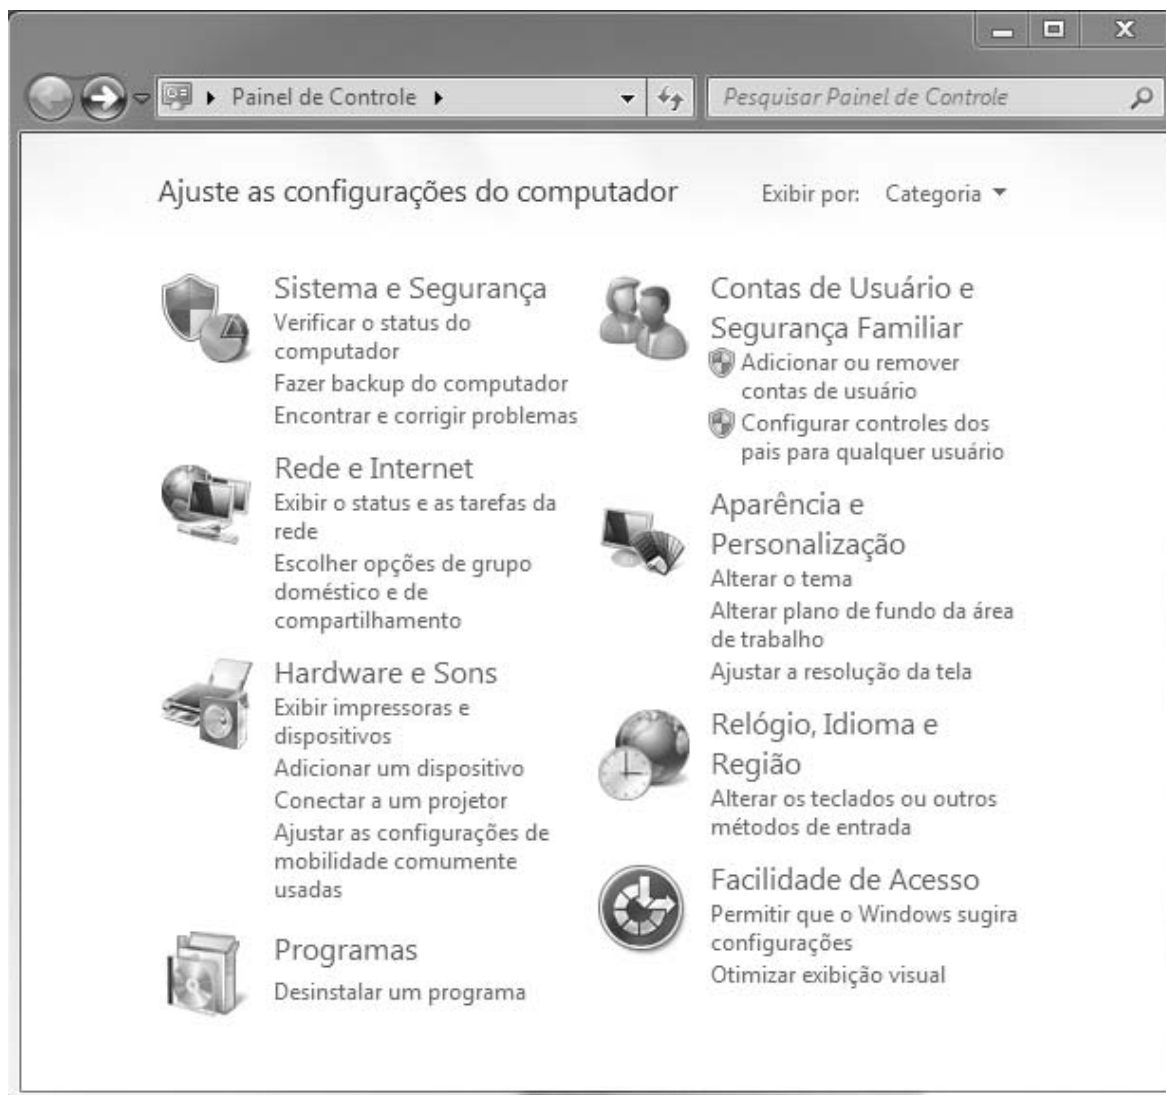 Painel de Controle
Pesquisar Painel de Controle
Ajuste as configurações do computador
Exibir por: Categoria
Sistema e Segurança
Verificar o status do
computador
Fazer backup do computador
Encontrar e corrigir problemas
Rede e Internet
Exibir o status e as tarefas da
rede
Escolher opções de grupo
doméstico e de
compartilhamento
Hardware e Sons
Exibir impressoras e
dispositivos
Adicionar um dispositivo
Conectar a um projetor
Ajustar as configurações de
mobilidade comumente
usadas
Programas
Desinstalar um programa
Contas de Usuário e
Segurança Familiar
Adicionar ou remover
contas de usuário
Configurar controles dos
pais para qualquer usuário
Aparência e
Personalização
Alterar o tema
Alterar plano de fundo da área
de trabalho
Ajustar a resolução da tela
Relógio, Idioma e
Região
Alterar os teclados ou outros
métodos de entrada
Facilidade de Acesso
Permitir que o Windows sugira
configurações
Otimizar exibição visual